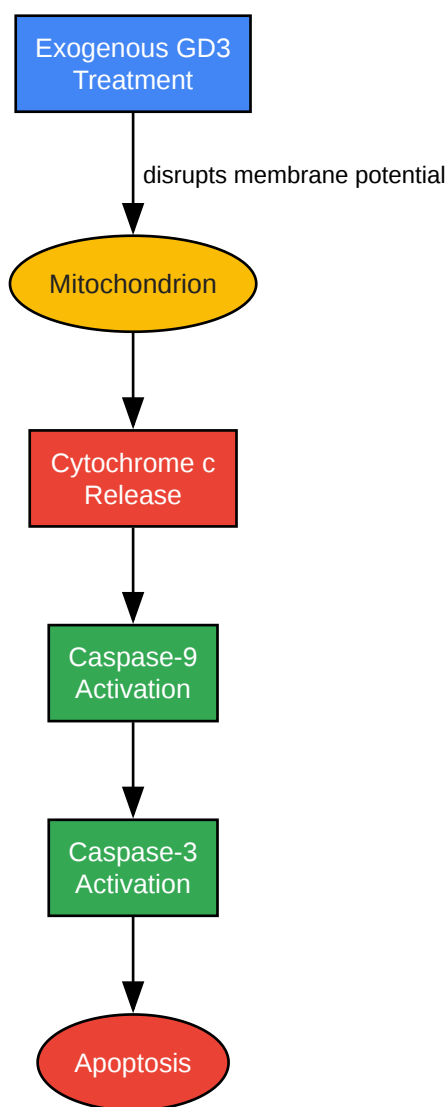 Exogenous GD3
Treatment
disrupts membrane potential
Mitochondrion
Cytochrome c
Release
Caspase-9
Activation
Caspase-3
Activation
Apoptosis